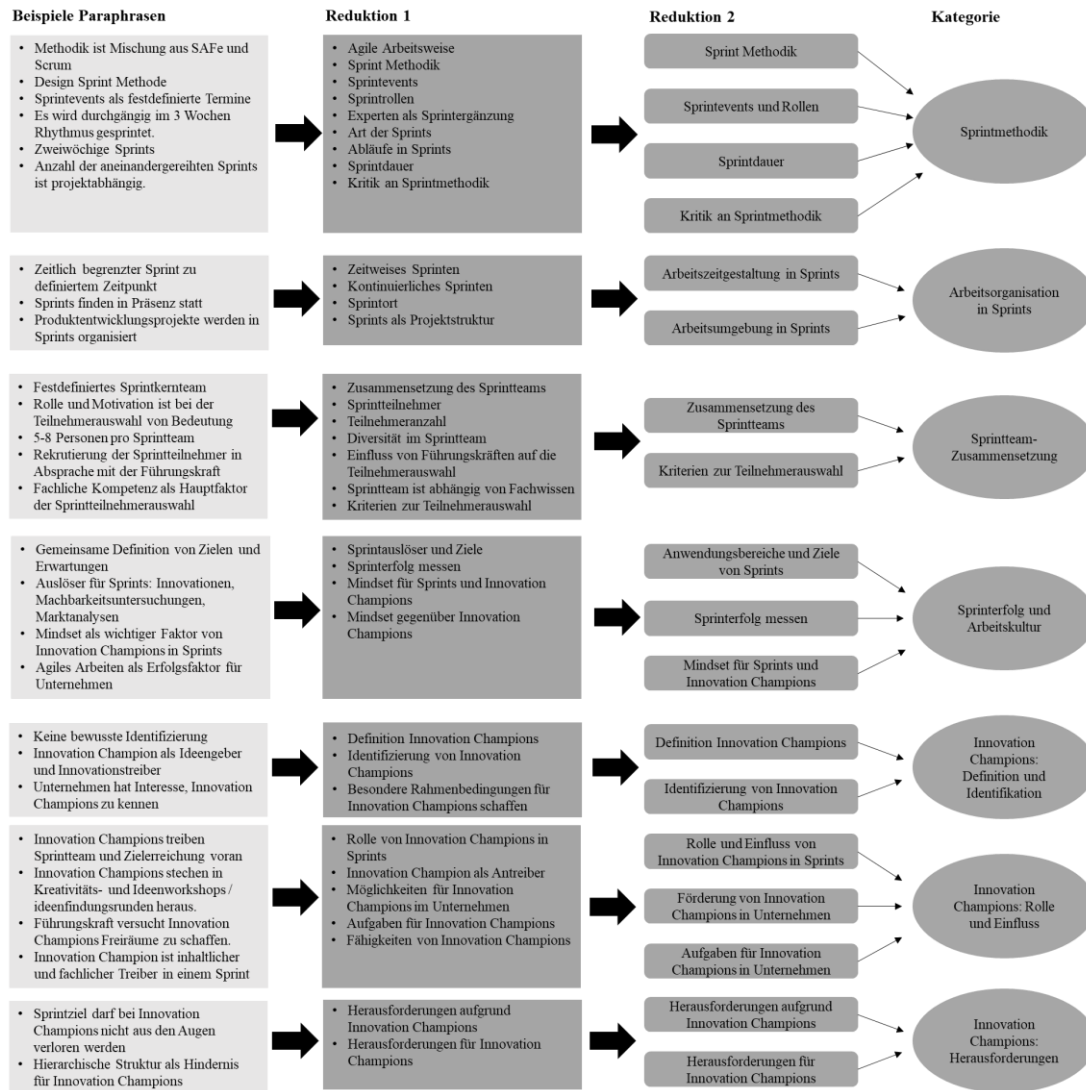 Beispiele Paraphrasen
Reduktion 1
Reduktion 2
Kategorie
• Methodik ist Mischung aus SAFe und
Scrum
• Design Sprint Methode
• Sprintevents als festdefinierte Termine
• Es wird durchgängig im 3 Wochen
Rhythmus gesprintet.
• Zweiwöchige Sprints
• Anzahl der aneinandergereihten Sprints
ist projektabhängig.
• Agile Arbeitsweise
• Sprint Methodik
• Sprintevents
• Sprintrollen
• Experten als Sprintergänzung
• Art der Sprints
• Abläufe in Sprints
• Sprintdauer
• Kritik an Sprintmethodik
Sprint Methodik
Sprintevents und Rollen
Sprintdauer
Kritik an Sprintmethodik
Sprintmethodik
• Zeitlich begrenzter Sprint zu
definiertem Zeitpunkt
• Sprints finden in Präsenz statt
• Produktentwicklungsprojekte werden in
Sprints organisiert
• Zeitweises Sprinten
• Kontinuierliches Sprinten
• Sprintort
• Sprints als Projektstruktur
Arbeitszeitgestaltung in Sprints
Arbeitsumgebung in Sprints
Arbeitsorganisation
in Sprints
• Festdefiniertes Sprintkernteam
• Rolle und Motivation ist bei der
Teilnehmerauswahl von Bedeutung
• 5-8 Personen pro Sprintteam
• Rekrutierung der Sprintteilnehmer in
Absprache mit der Führungskraft
• Fachliche Kompetenz als Hauptfaktor
der Sprintteilnehmerauswahl
• Zusammensetzung des Sprintteams
• Sprintteilnehmer
• Teilnehmeranzahl
• Diversität im Sprintteam
• Einfluss von Führungskräften auf die
Teilnehmerauswahl
• Sprintteam ist abhängig von Fachwissen
• Kriterien zur Teilnehmerauswahl
Zusammensetzung des
Sprintteams
Kriterien zur Teilnehmerauswahl
Sprintteam-
Zusammensetzung
• Gemeinsame Definition von Zielen und
Erwartungen
• Auslöser für Sprints: Innovationen,
Machbarkeitsuntersuchungen,
Marktanalysen
• Mindset als wichtiger Faktor von
Innovation Champions in Sprints
• Agiles Arbeiten als Erfolgsfaktor für
Unternehmen
• Sprintauslöser und Ziele
• Sprinterfolg messen
• Mindset für Sprints und Innovation
Champions
• Mindset gegenüber Innovation
Champions
Anwendungsbereiche und Ziele
von Sprints
Sprinterfolg messen
Mindset für Sprints und
Innovation Champions
Sprinterfolg und
Arbeitskultur
• Keine bewusste Identifizierung
• Innovation Champion als Ideengeber
und Innovationstreiber
• Unternehmen hat Interesse, Innovation
Champions zu kennen
• Definition Innovation Champions
• Identifizierung von Innovation
Champions
• Besondere Rahmenbedingungen für
Innovation Champions schaffen
Definition Innovation Champions
Identifizierung von Innovation
Champions
Innovation
Champions:
Definition und
Identifikation
• Innovation Champions treiben
Sprintteam und Zielerreichung voran
• Innovation Champions stechen in
Kreativitäts- und Ideenworkshops /
ideenfindungsrunden heraus.
• Führungskraft versucht Innovation
Champions Freiräume zu schaffen.
• Innovation Champion ist inhaltlicher
und fachlicher Treiber in einem Sprint
• Rolle von Innovation Champions in
Sprints
• Innovation Champion als Antreiber
• Möglichkeiten für Innovation
Champions im Unternehmen
• Aufgaben für Innovation Champions
• Fähigkeiten von Innovation Champions
Rolle und Einfluss von
Innovation Champions in Sprints
Förderung von Innovation
Champions in Unternehmen
Aufgaben für Innovation
Champions in Unternehmen
Innovation
Champions: Rolle
und Einfluss
• Sprintziel darf bei Innovation
Champions nicht aus den Augen
verloren werden
• Hierarchische Struktur als Hindernis
für Innovation Champions
• Herausforderungen aufgrund
Innovation Champions
• Herausforderungen für Innovation
Champions
Herausforderungen aufgrund
Innovation Champions
Herausforderungen für
Innovation Champions
Innovation
Champions:
Herausforderungen